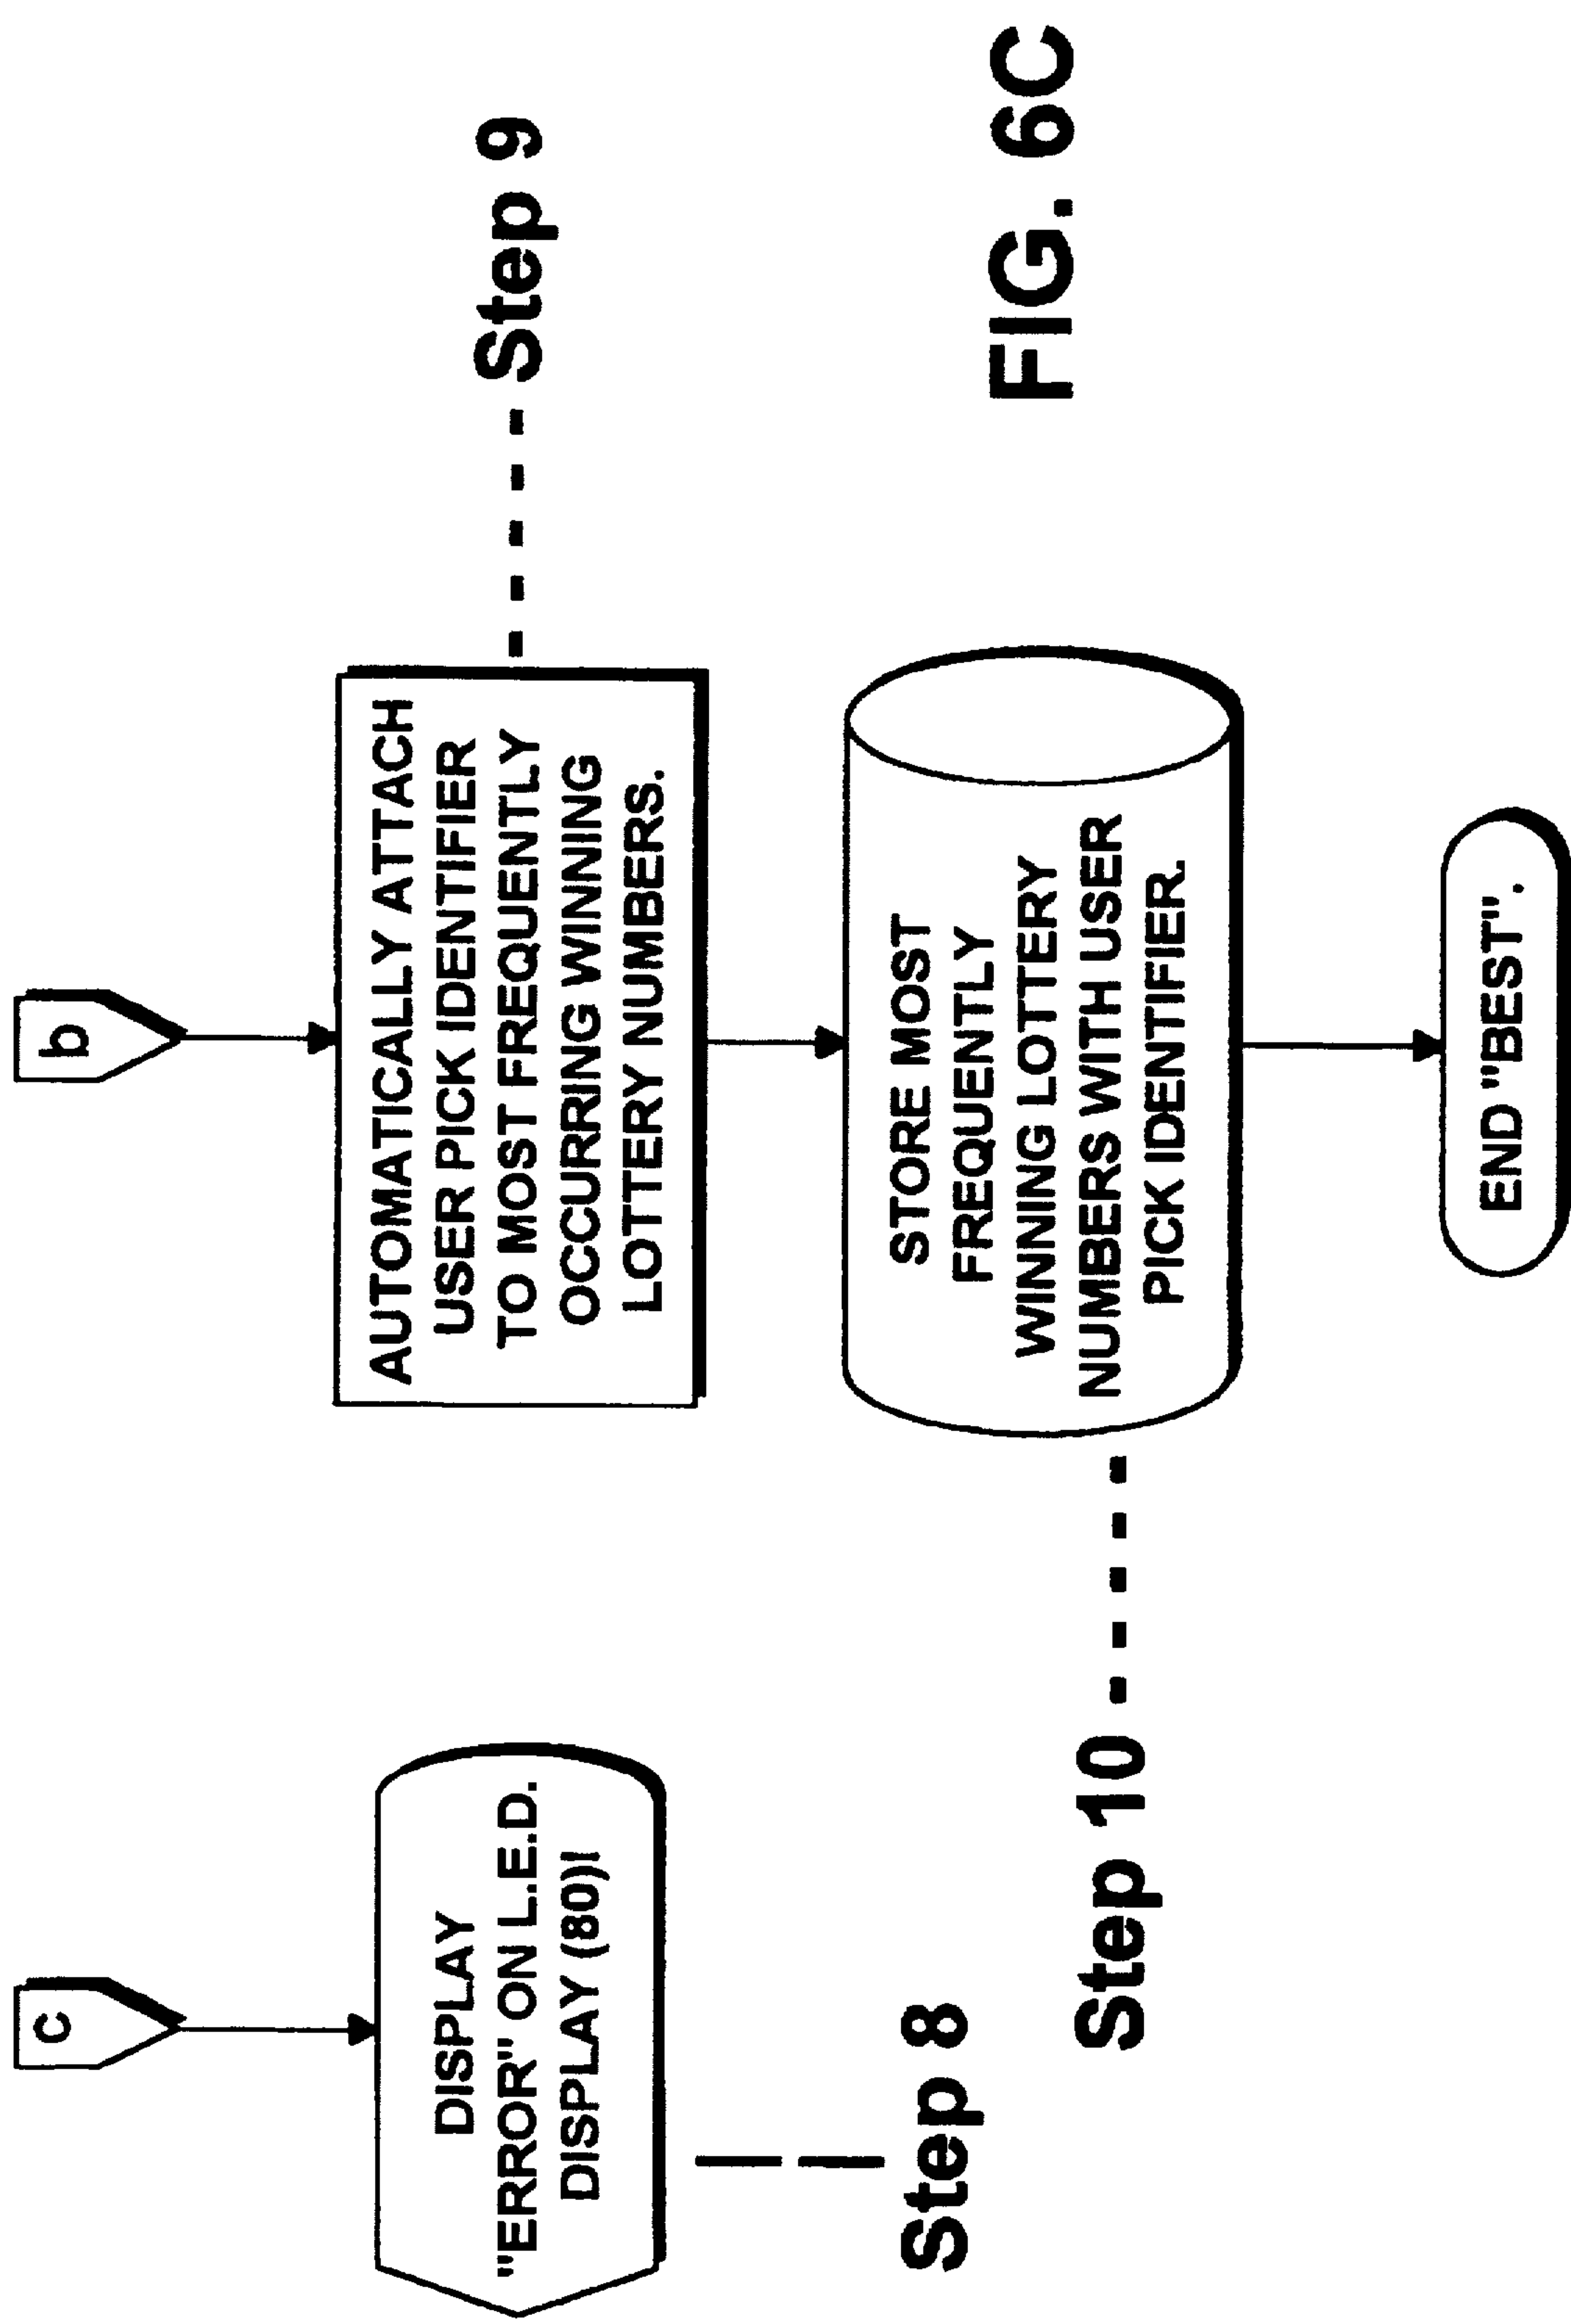 c
DISPLAY
"ERROR" ON L.E.D.
DISPLAY (80)!
Step 8
b
AUTOMATICALLY ATTACH
USER PICK IDENTIFIER
TO MOST FREQUENTLY
OCCURRING WINNING
LOTTERY NUMBERS.
Step 9
STORE MOST
FREQUENTLY
WINNING LOTTERY
NUMBERS WITH USER
PICK IDENTIFIER.
Step 10
END "BEST".
FIG. 6C